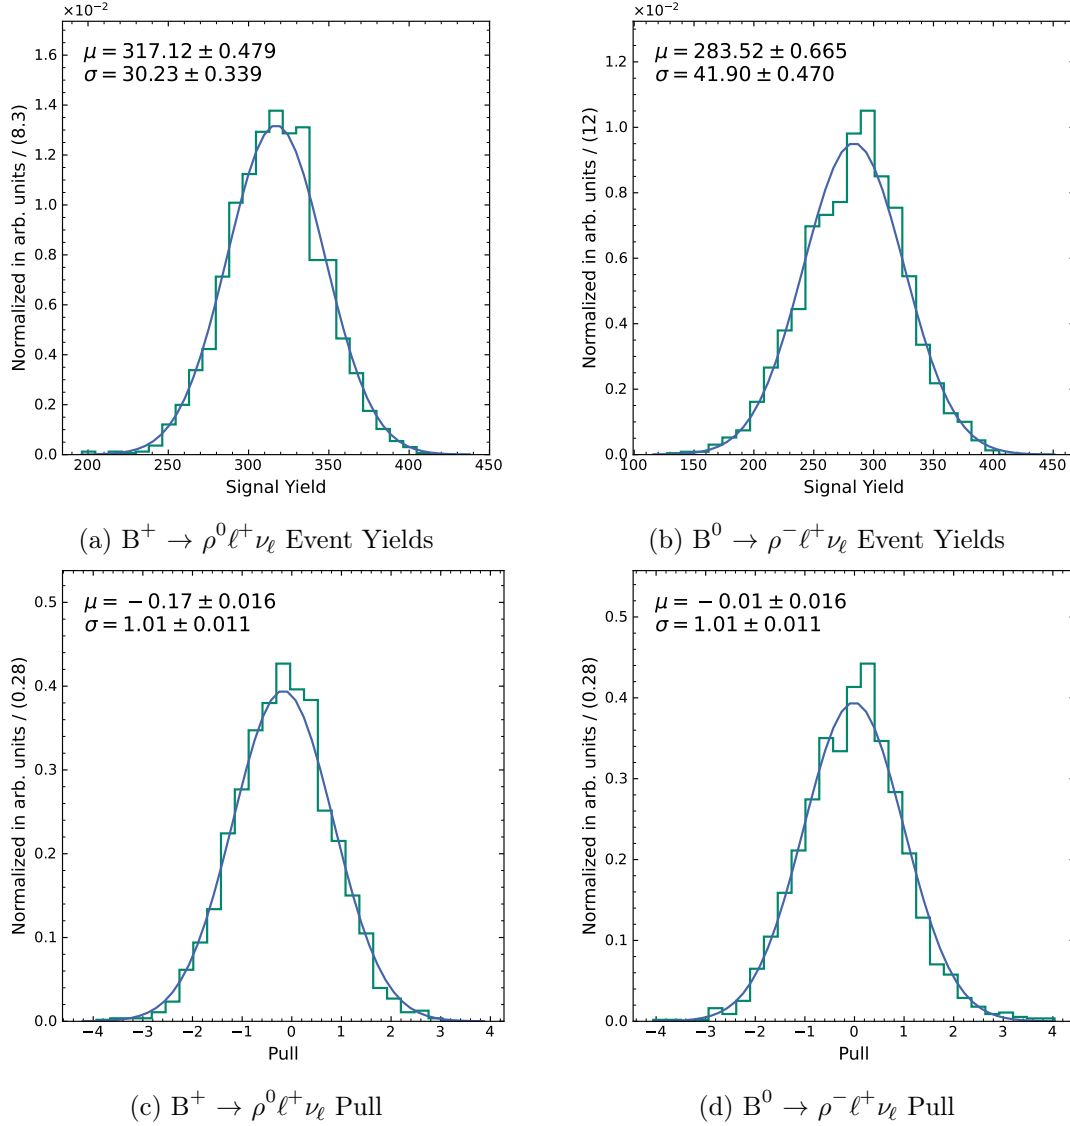 ×10⁻²
μ = 317.12 ± 0.479
σ = 30.23 ± 0.339
1.6
1.4
1.2
1.0
0.8
0.6
0.4
0.2
0.0
Normalized in arb. units / (8.3)
200 250 300 350 400 450
Signal Yield
(a) B⁺ → ρ⁰ℓ⁺ν_ℓ Event Yields
×10⁻²
μ = 283.52 ± 0.665
σ = 41.90 ± 0.470
1.2
1.0
0.8
0.6
0.4
0.2
0.0
Normalized in arb. units / (12)
100 150 200 250 300 350 400 450
Signal Yield
(b) B⁰ → ρ⁻ℓ⁺ν_ℓ Event Yields
μ = −0.17 ± 0.016
σ = 1.01 ± 0.011
0.5
0.4
0.3
0.2
0.1
0.0
Normalized in arb. units / (0.28)
−4 −3 −2 −1 0 1 2 3 4
Pull
(c) B⁺ → ρ⁰ℓ⁺ν_ℓ Pull
μ = −0.01 ± 0.016
σ = 1.01 ± 0.011
0.5
0.4
0.3
0.2
0.1
0.0
Normalized in arb. units / (0.28)
−4 −3 −2 −1 0 1 2 3 4
Pull
(d) B⁰ → ρ⁻ℓ⁺ν_ℓ Pull